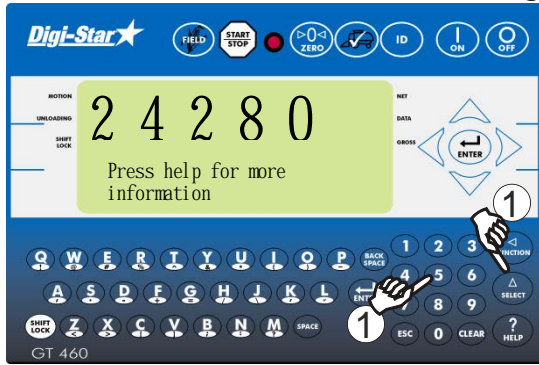 Digi-Star
FIELD
START
STOP
0
ZERO
ID
ON
OFF
MOTION
UNLOADING
SHIFT
LOCK
24280
Press help for more
information
NET
DATA
GROSS
ENTER
1
Q W E R T Y U I O P BACK
SPACE
1 2 3
A S D F G H J K L
4 5 6
SELECT
SHIFT
LOCK
Z X C V B N M SPACE
1
7 8 9
ESC 0 CLEAR
?
HELP
GT 460